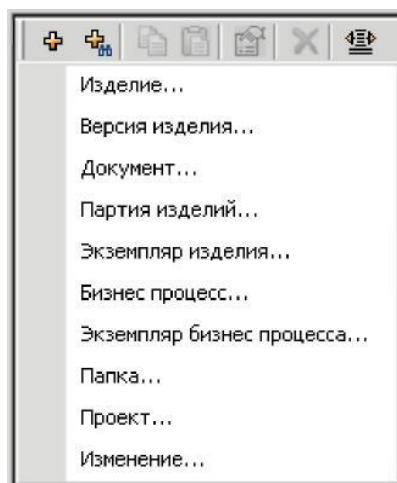 Изделие...
Версия изделия...
Документ...
Партия изделий...
Экземпляр изделия...
Бизнес процесс...
Экземпляр бизнес процесса...
Папка...
Проект...
Изменение...